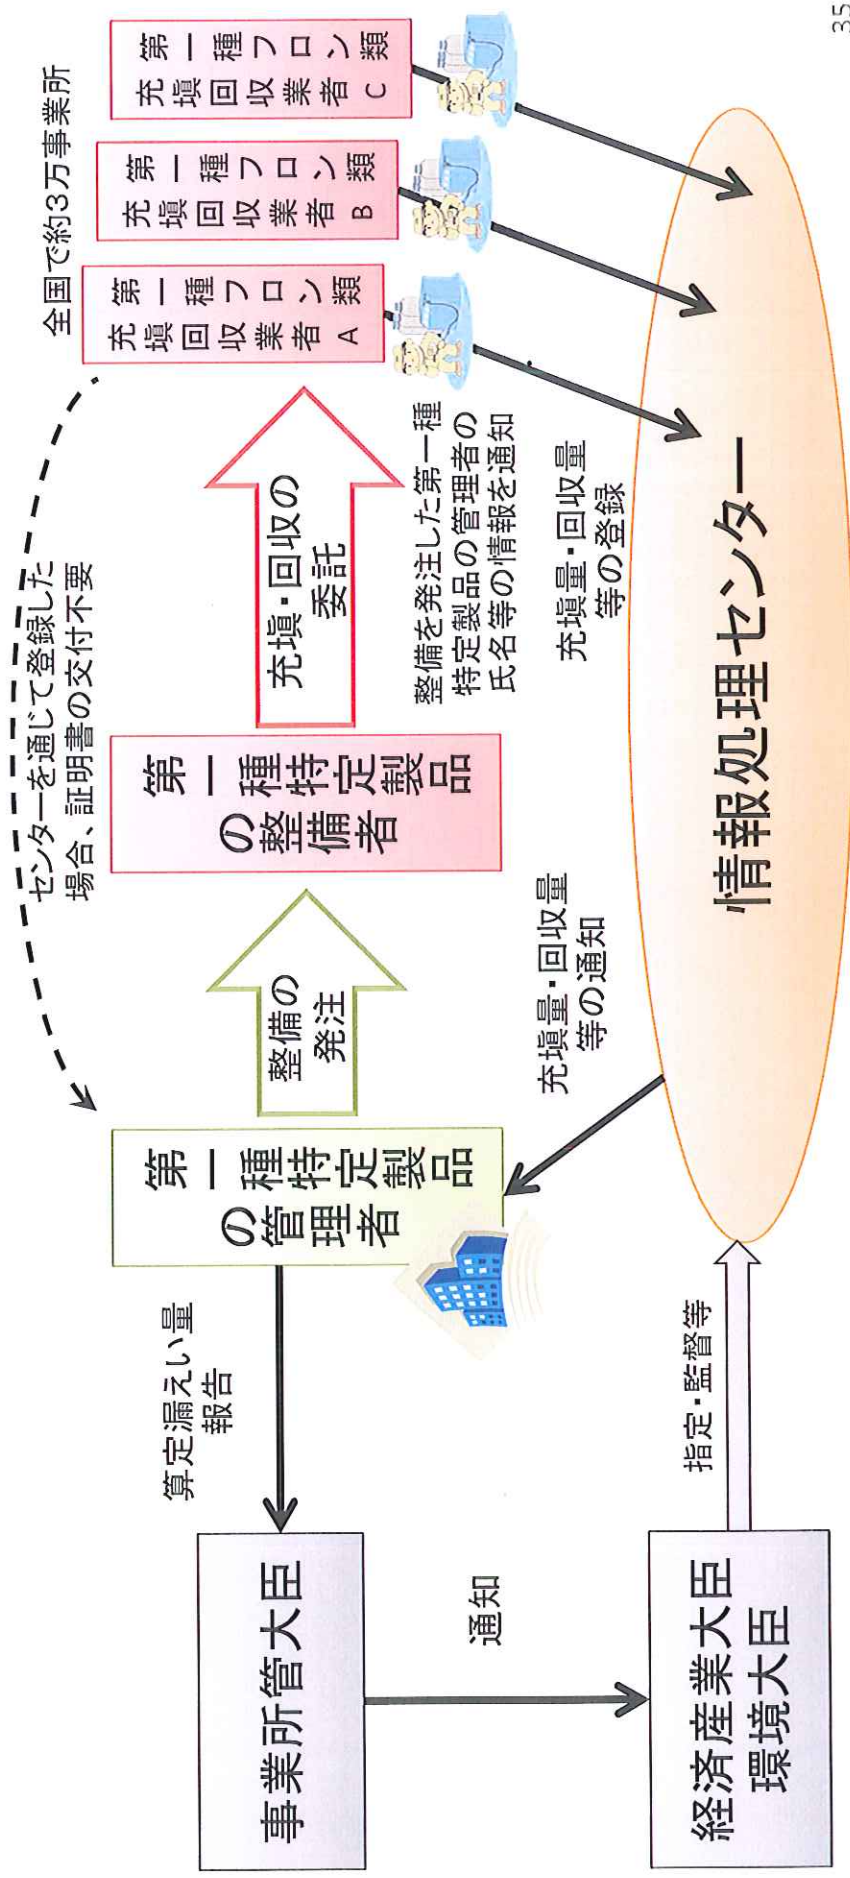 全国で約3万事業所
センターを通じて登録した
場合、証明書の交付不要
事業所管大臣
算定漏えい量
報告
第一種特定製品
の管理者
整備の
発注
第一種特定製品
の整備者
充塡・回収の
委託
第一種フロン類
充塡回収業者
A
第一種フロン類
充塡回収業者
B
第一種フロン類
充塡回収業者
C
整備を発注した第一種
特定製品の管理者の
氏名等の情報を通知
通知
充塡量・回収量
等の通知
充塡量・回収量
等の登録
経済産業大臣
環境大臣
指定・監督等
情報処理センター
35